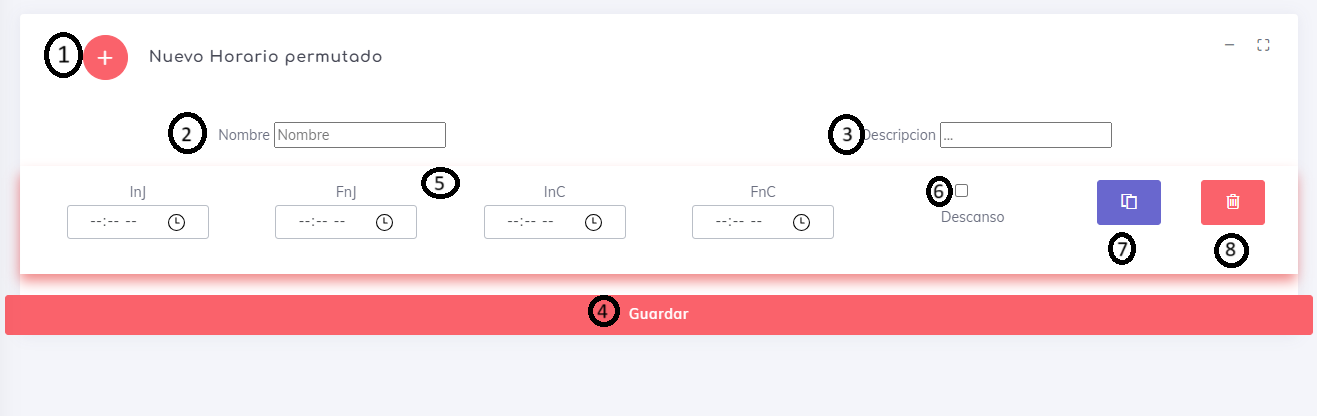 1 + Nuevo Horario permutado
2 Nombre Nombre 3 Descripcion ...
InJ FnJ 5 InC FnC 6
--:-- -- --:-- -- --:-- -- --:-- -- Descanso
7 8
4 Guardar